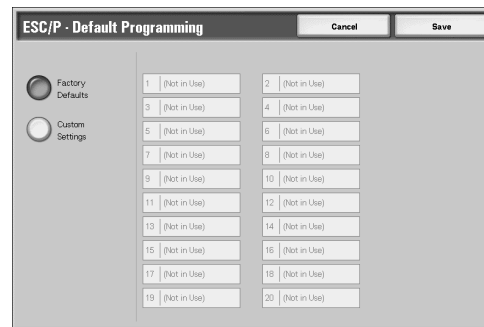 ESC/P - Default Programming Cancel Save
Factory
Defaults
Custom
Settings
1 (Not in Use) 2 (Not in Use)
3 (Not in Use) 4 (Not in Use)
5 (Not in Use) 6 (Not in Use)
7 (Not in Use) 8 (Not in Use)
9 (Not in Use) 10 (Not in Use)
11 (Not in Use) 12 (Not in Use)
13 (Not in Use) 14 (Not in Use)
15 (Not in Use) 16 (Not in Use)
17 (Not in Use) 18 (Not in Use)
19 (Not in Use) 20 (Not in Use)